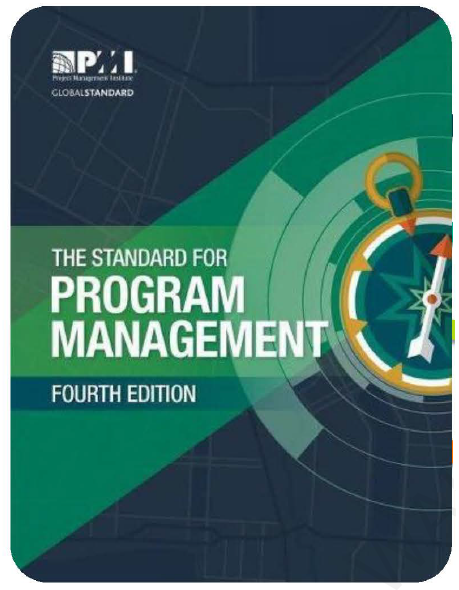 PMI
Project Management Institute
GLOBALSTANDARD
THE STANDARD FOR
PROGRAM
MANAGEMENT
FOURTH EDITION